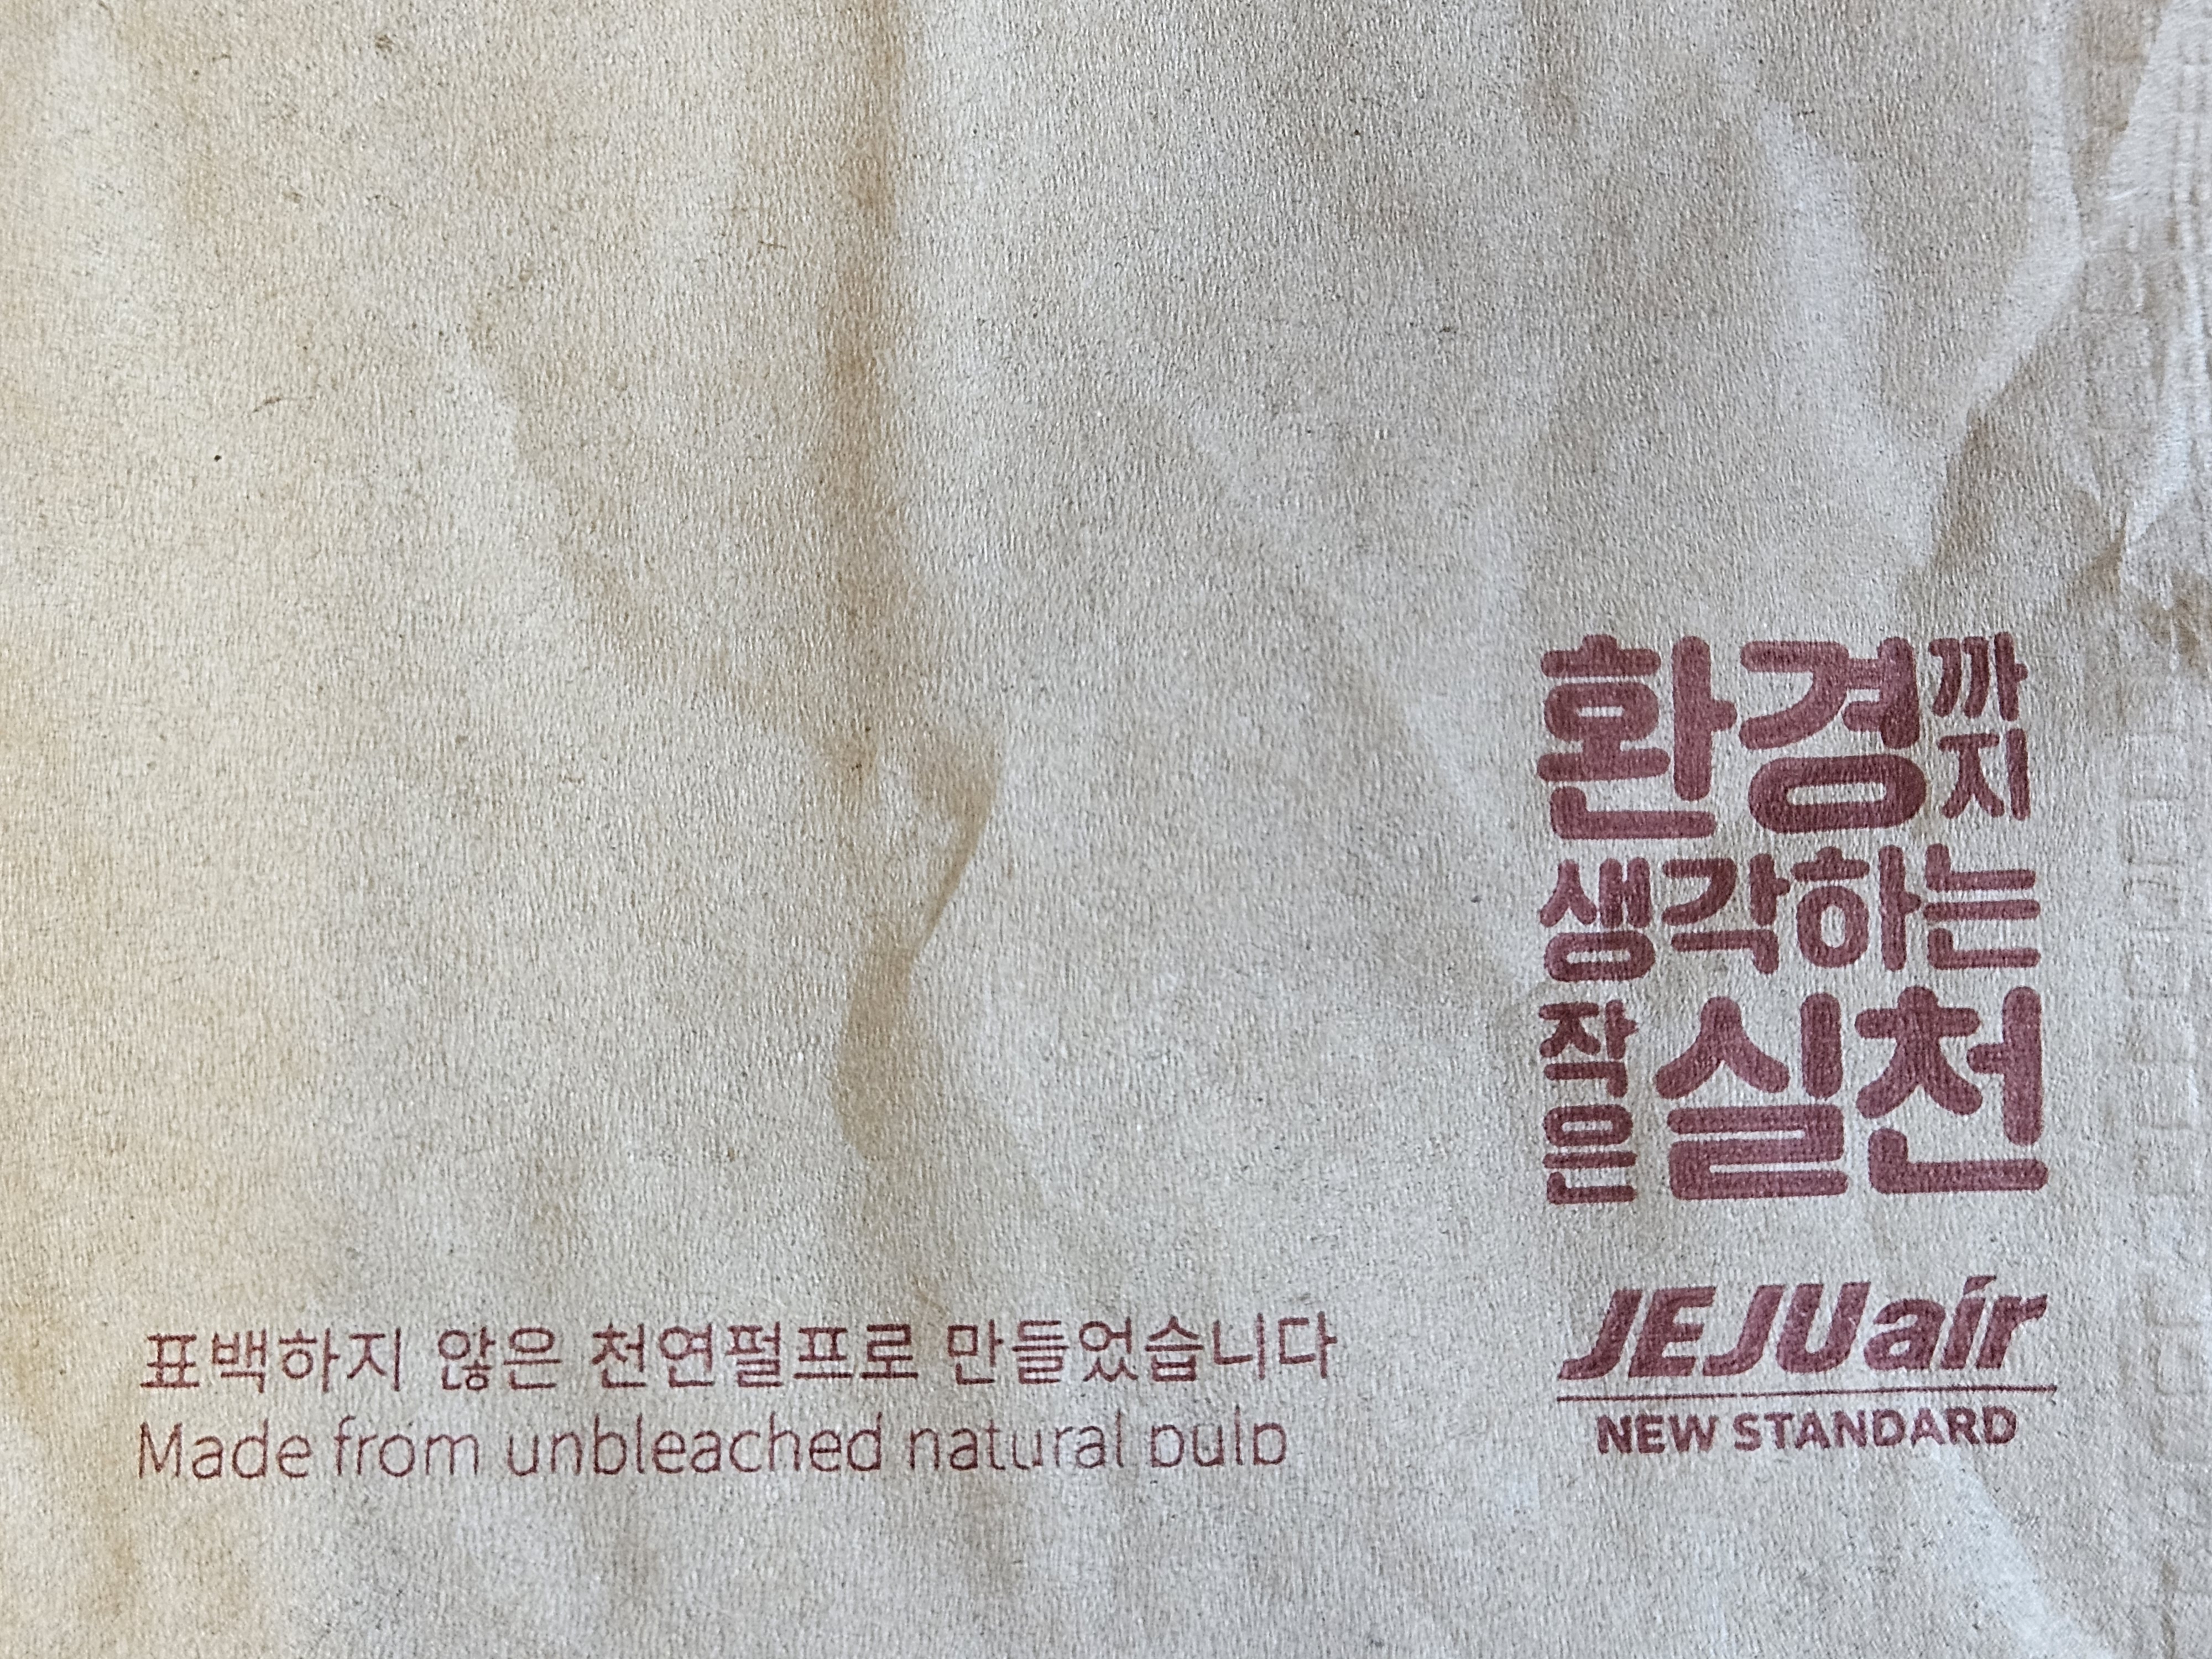 환경까지
생각하는
작은 실천
JEJUair
NEW STANDARD
표백하지 않은 천연펄프로 만들었습니다
Made from unbleached natural pulp